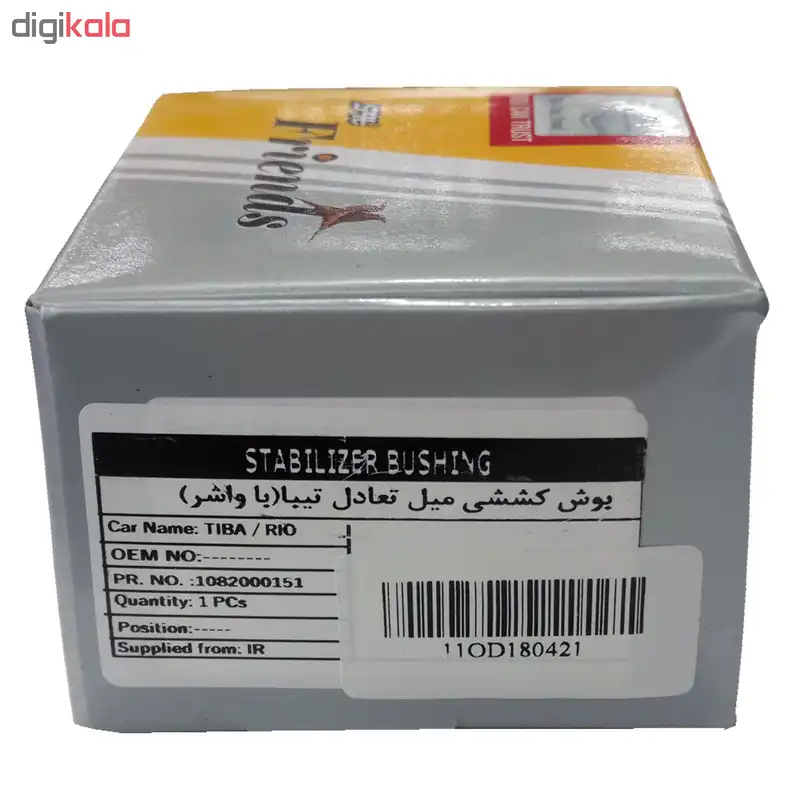 digikala
Friends
TRUST
STABILIZER BUSHING
بوش کششی میل تعادل تیبا(با واشر)
Car Name: TIBA / RIO
OEM NO:--------
PR. NO. :1082000151
Quantity: 1 PCs
Position:-----
Supplied from: IR
11OD180421